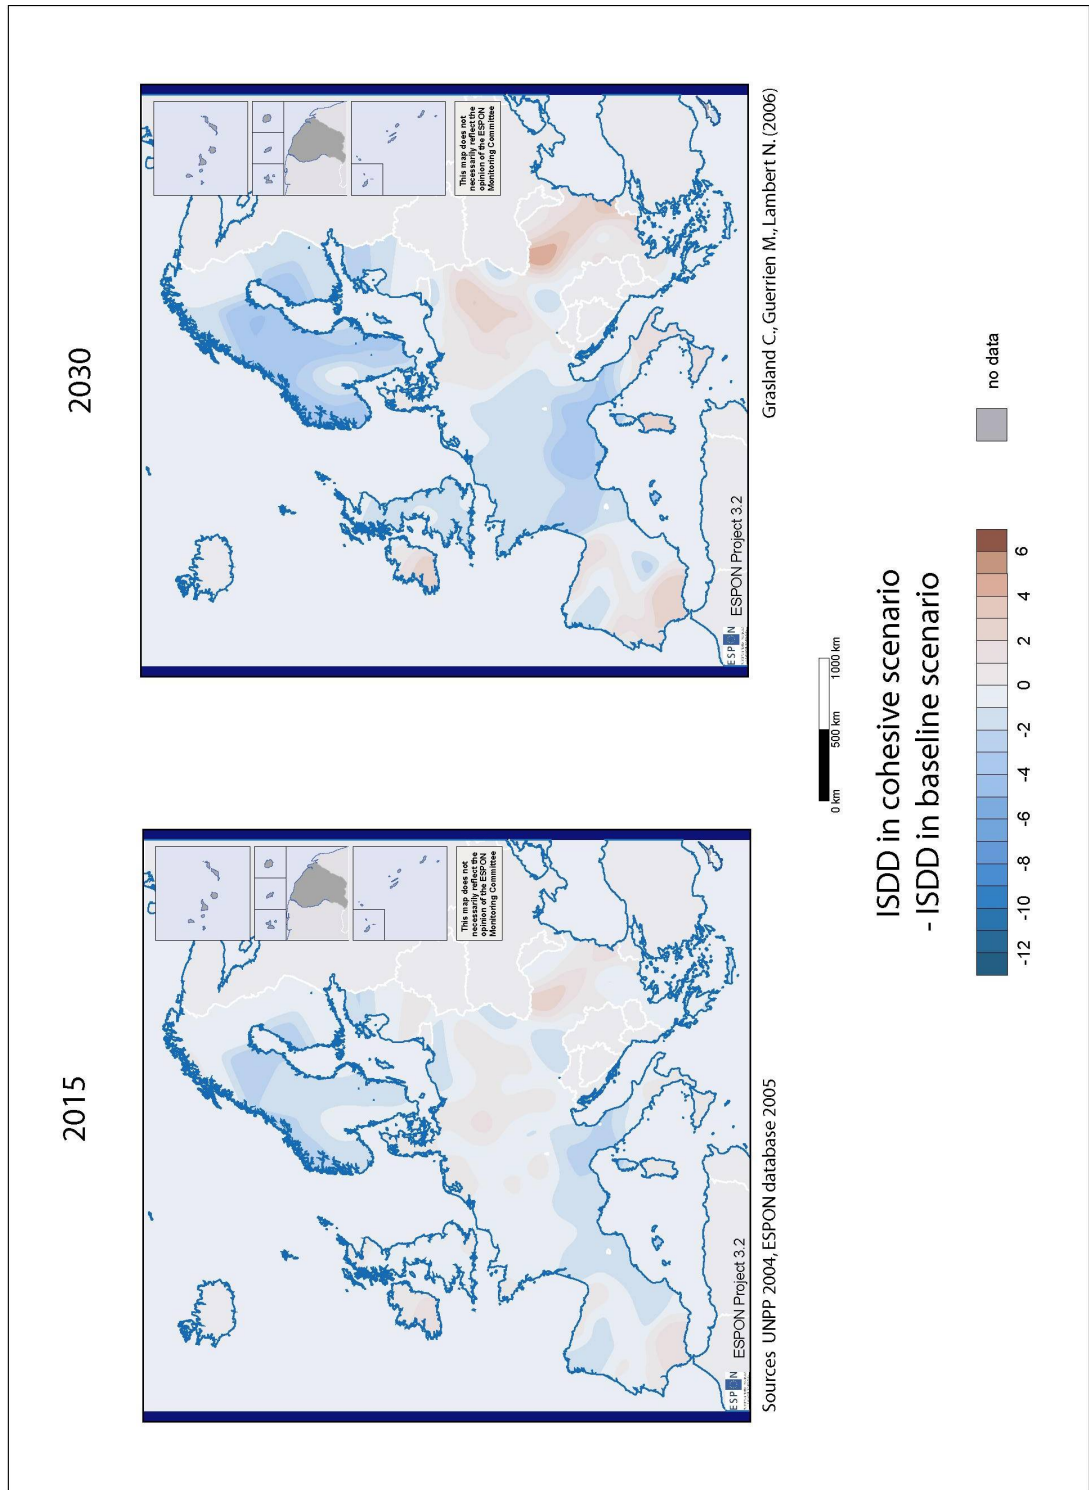 2015
2030
This map does not
necessarily reflect the
opinion of the ESPON
Monitoring Committee
ESPON
ESPON Project 3.2
This map does not
necessarily reflect the
opinion of the ESPON
Monitoring Committee
ESPON
ESPON Project 3.2
Sources UNPP 2004, ESPON database 2005
Grasland C., Guerrien M., Lambert N. (2006)
0 km 500 km 1000 km
ISDD in cohesive scenario
- ISDD in baseline scenario
-12 -10 -8 -6 -4 -2 0 2 4 6
no data